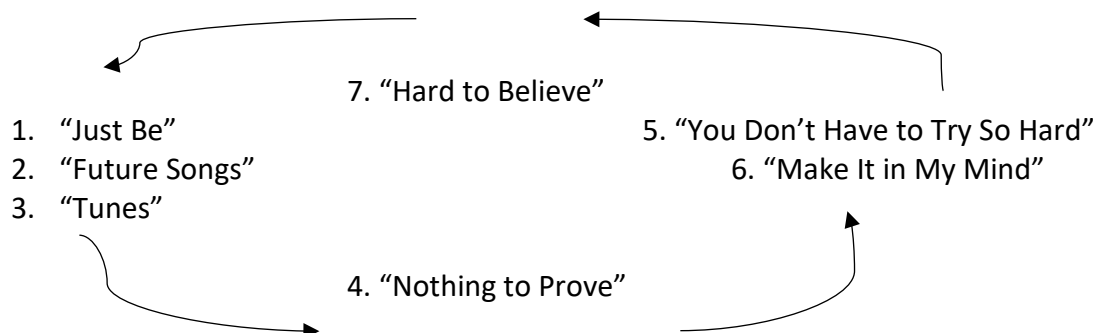 7. “Hard to Believe”
1. “Just Be”
2. “Future Songs”
3. “Tunes”
5. “You Don’t Have to Try So Hard”
6. “Make It in My Mind”
4. “Nothing to Prove”